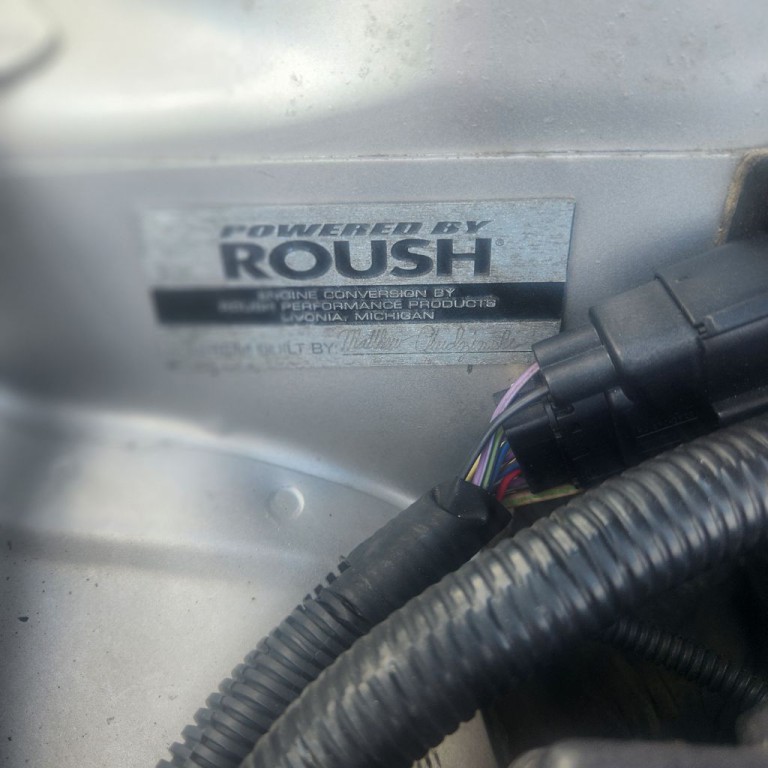 POWERED BY
ROUSH®
ENGINE CONVERSION BY
ROUSH PERFORMANCE PRODUCTS
LIVONIA, MICHIGAN
BUILT BY: